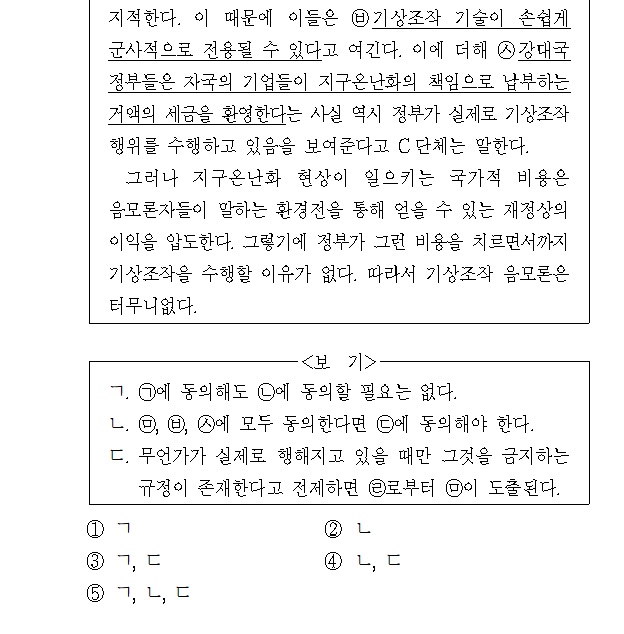 지적한다. 이 때문에 이들은 ㉥기상조작 기술이 손쉽게
군사적으로 전용될 수 있다고 여긴다. 이에 더해 ㉦강대국
정부들은 자국의 기업들이 지구온난화의 책임으로 납부하는
거액의 세금을 환영한다는 사실 역시 정부가 실제로 기상조작
행위를 수행하고 있음을 보여준다고 C단체는 말한다.
그러나 지구온난화 현상이 일으키는 국가적 비용은
음모론자들이 말하는 환경전을 통해 얻을 수 있는 재정상의
이익을 압도한다. 그렇기에 정부가 그런 비용을 치르면서까지
기상조작을 수행할 이유가 없다. 따라서 기상조작 음모론은
터무니없다.
<보 기>
ㄱ. ㉠에 동의해도 ㉡에 동의할 필요는 없다.
ㄴ. ㉤, ㉥, ㉦에 모두 동의한다면 ㉢에 동의해야 한다.
ㄷ. 무언가가 실제로 행해지고 있을 때만 그것을 금지하는
규정이 존재한다고 전제하면 ㉣로부터 ㉤이 도출된다.
① ㄱ ② ㄴ
③ ㄱ, ㄷ ④ ㄴ, ㄷ
⑤ ㄱ, ㄴ, ㄷ